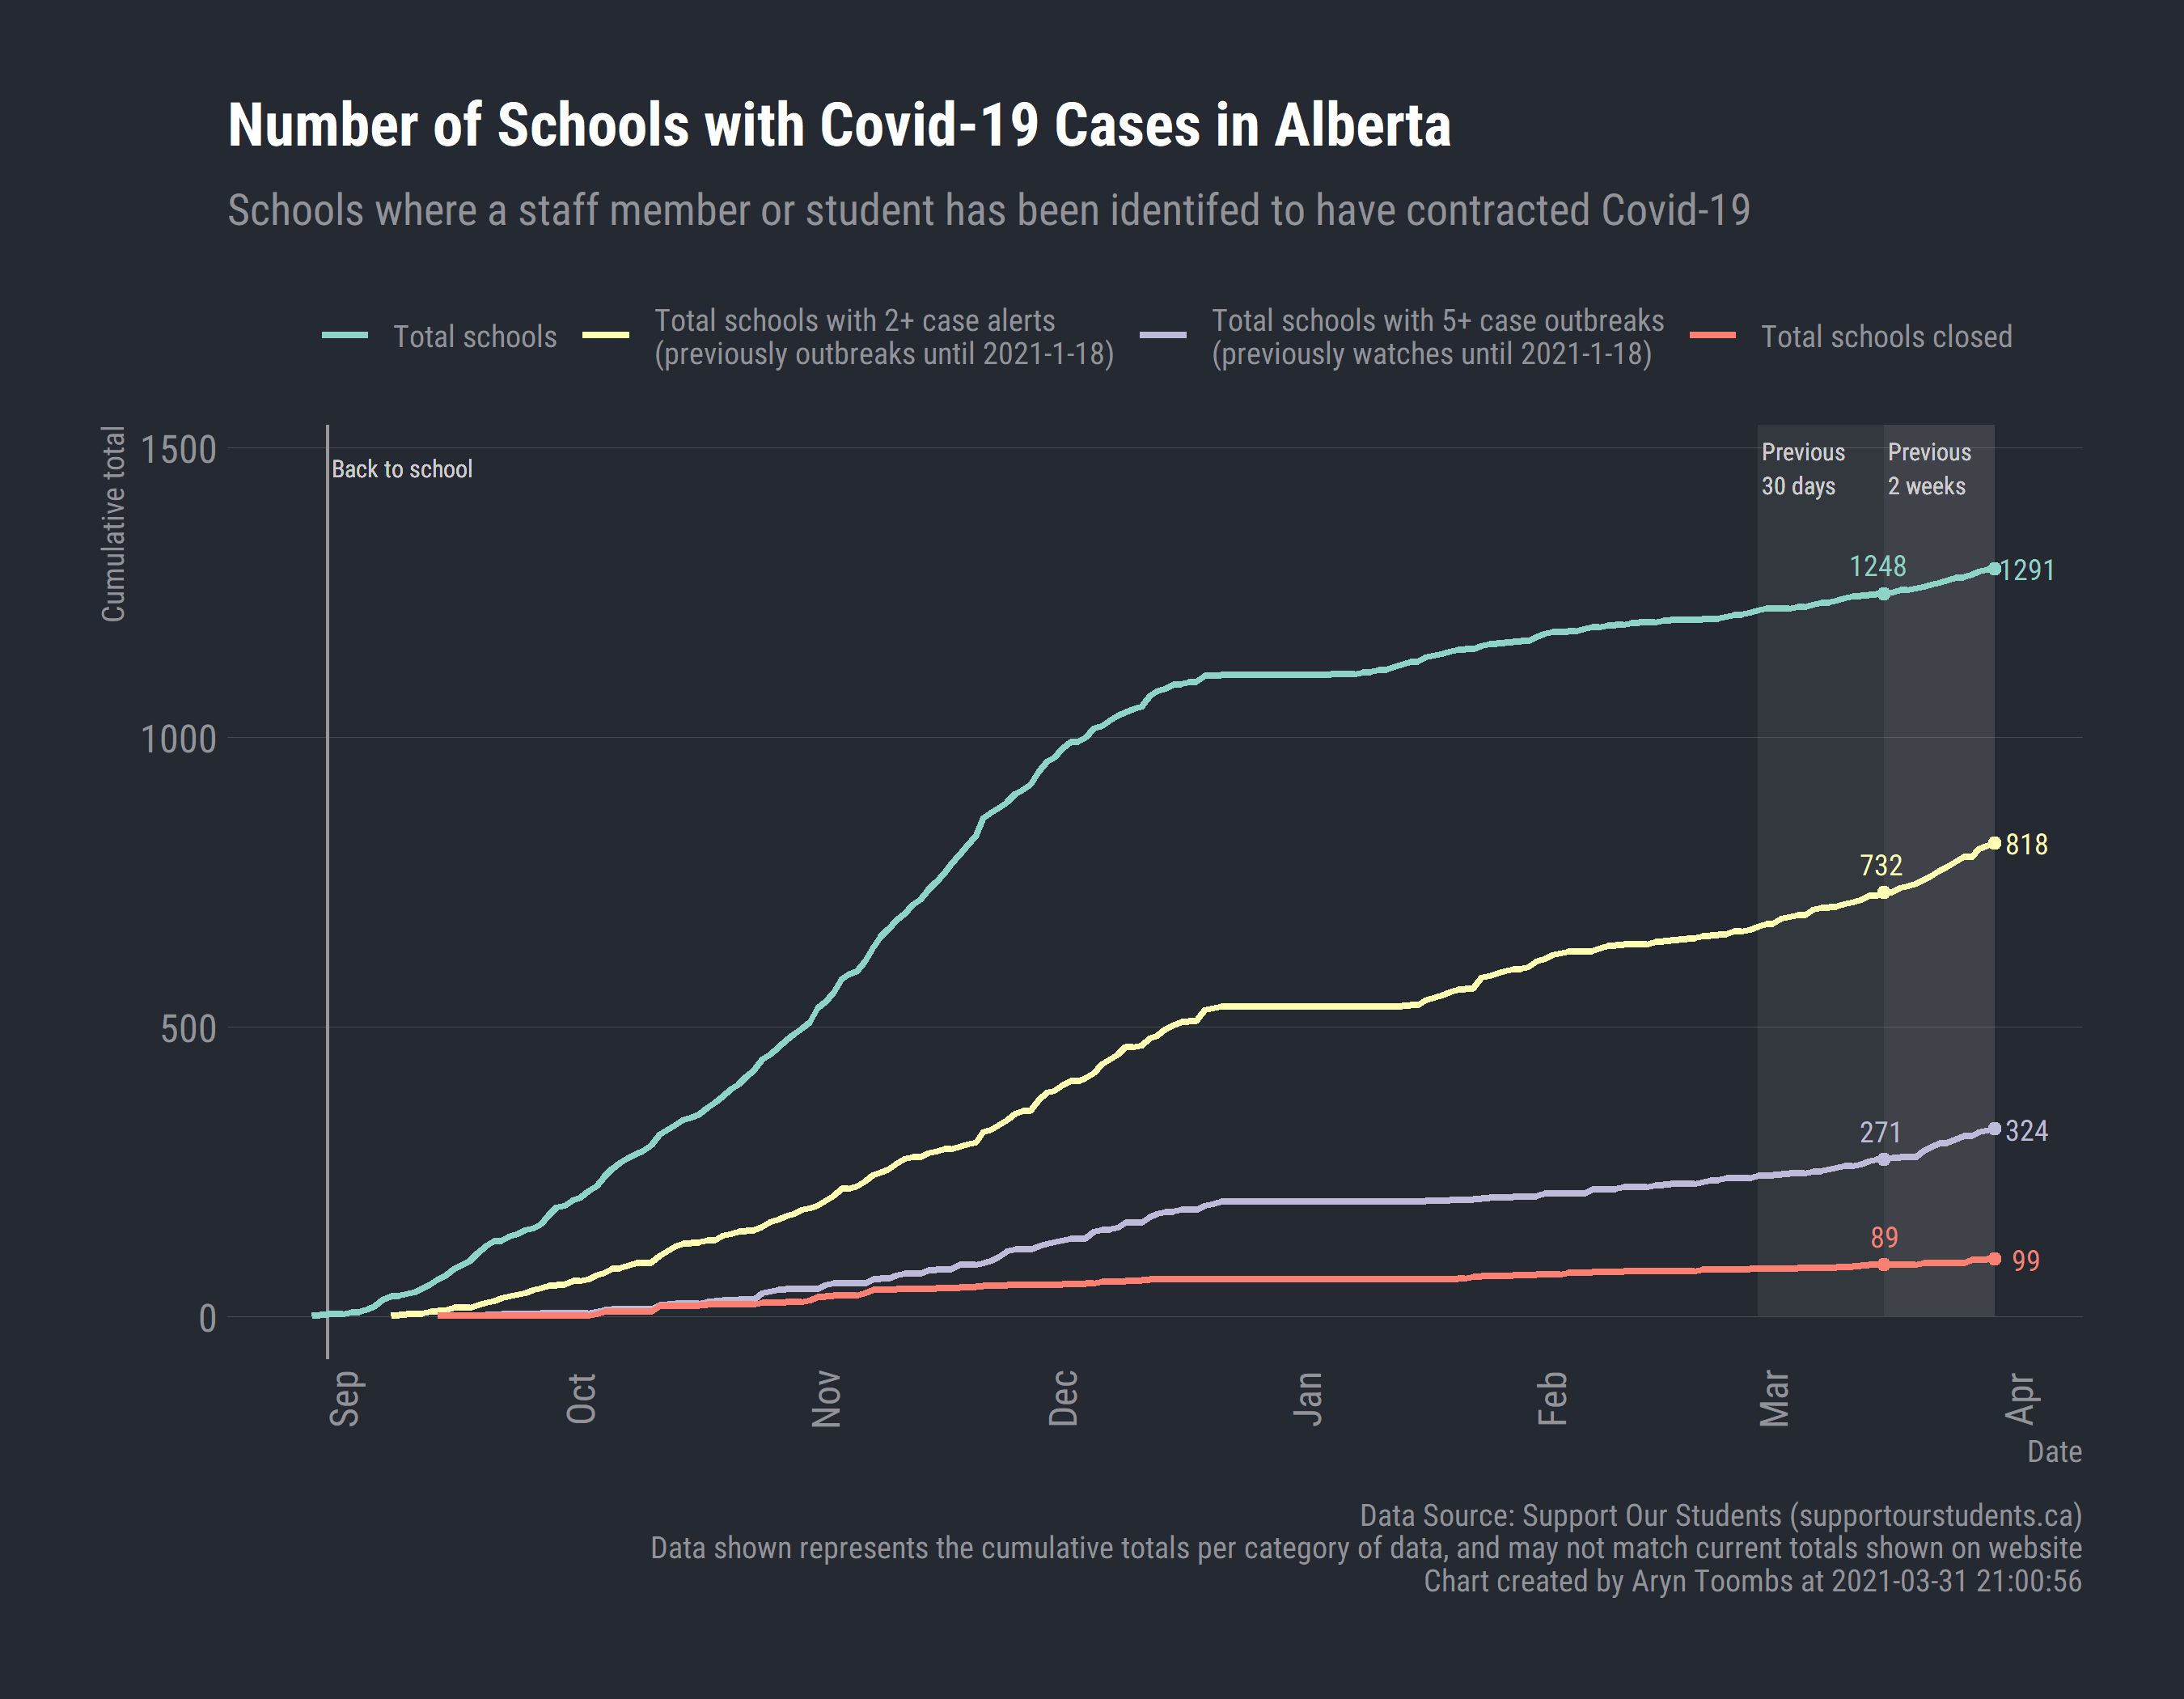 Number of Schools with Covid-19 Cases in Alberta
Schools where a staff member or student has been identifed to have contracted Covid-19
Total schools
Total schools with 2+ case alerts
(previously outbreaks until 2021-1-18)
Total schools with 5+ case outbreaks
(previously watches until 2021-1-18)
Total schools closed
Cumulative total
1500
1000
500
0
Back to school
Previous
30 days
Previous
2 weeks
1248
1291
732
818
271
324
89
99
Sep
Oct
Nov
Dec
Jan
Feb
Mar
Apr
Date
Data Source: Support Our Students (supportourstudents.ca)
Data shown represents the cumulative totals per category of data, and may not match current totals shown on website
Chart created by Aryn Toombs at 2021-03-31 21:00:56